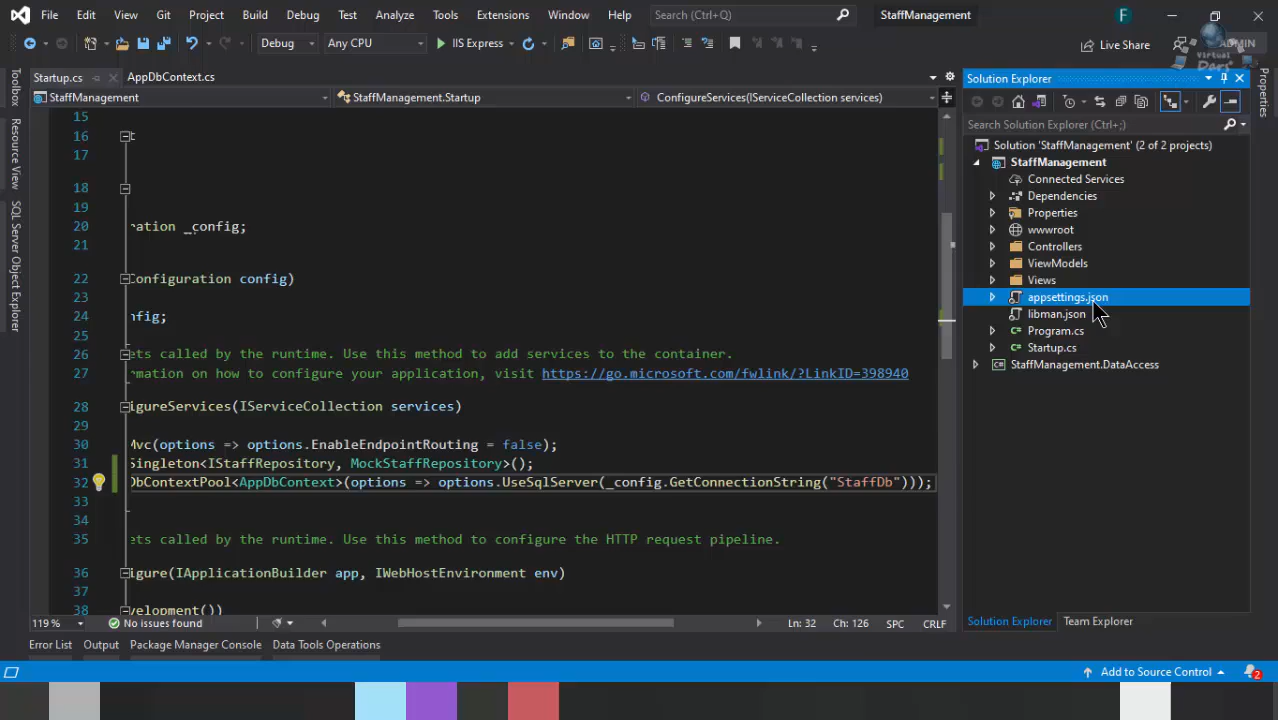 File Edit View Git Project Build Debug Test Analyze Tools Extensions Window Help Search (Ctrl+Q) StaffManagement F
Debug Any CPU IIS Express Live Share ADMIN
Virtual Dars
Startup.cs AppDbContext.cs
StaffManagement StaffManagement.Startup ConfigureServices(IServiceCollection services)
Toolbox
Resource View
SQL Server Object Explorer
15
16
17
18
19
20 ration _config;
21
22 Configuration config)
23
24 nfig;
25
26 ets called by the runtime. Use this method to add services to the container.
27 rmation on how to configure your application, visit https://go.microsoft.com/fwlink/?LinkID=398940
28 igureServices(IServiceCollection services)
29
30 Mvc(options => options.EnableEndpointRouting = false);
31 Singleton<IStaffRepository, MockStaffRepository>();
32 DbContextPool<AppDbContext>(options => options.UseSqlServer(_config.GetConnectionString("StaffDb")));
33
34
35 ets called by the runtime. Use this method to configure the HTTP request pipeline.
36 igure(IApplicationBuilder app, IWebHostEnvironment env)
37
38 velopment())
119 % No issues found Ln: 32 Ch: 126 SPC CRLF
Solution Explorer
Search Solution Explorer (Ctrl+;)
Solution 'StaffManagement' (2 of 2 projects)
StaffManagement
Connected Services
Dependencies
Properties
wwwroot
Controllers
ViewModels
Views
appsettings.json
libman.json
Program.cs
Startup.cs
StaffManagement.DataAccess
Solution Explorer Team Explorer
Properties
Error List Output Package Manager Console Data Tools Operations
Add to Source Control 2